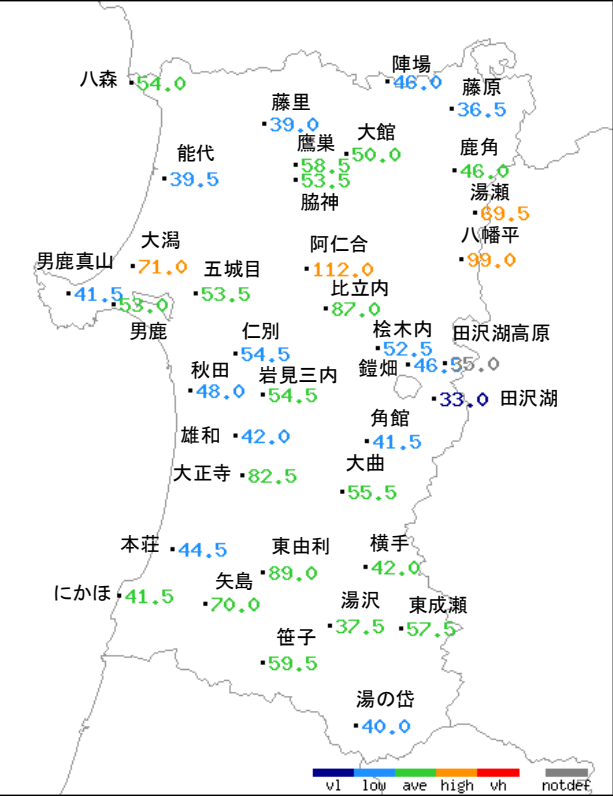 八森 54.0
陣場 46.0
藤原 36.5
藤里 39.0
大館 50.0
鷹巣 58.5
53.5
脇神
能代 39.5
鹿角 46.0
湯瀬 69.5
八幡平 99.0
大潟 71.0
阿仁合 112.0
男鹿真山 41.5
五城目 53.5
53.0
男鹿
比立内 87.0
仁別 54.5
桧木内 52.5
田沢湖高原 35.0
鎧畑 46.5
秋田 48.0
岩見三内 54.5
33.0 田沢湖
角館 41.5
雄和 42.0
大正寺 82.5
大曲 55.5
本荘 44.5
東由利 89.0
横手 42.0
にかほ 41.5
矢島 70.0
湯沢 37.5
東成瀬 57.5
笹子 59.5
湯の岱 40.0
vl low ave high vh notdef